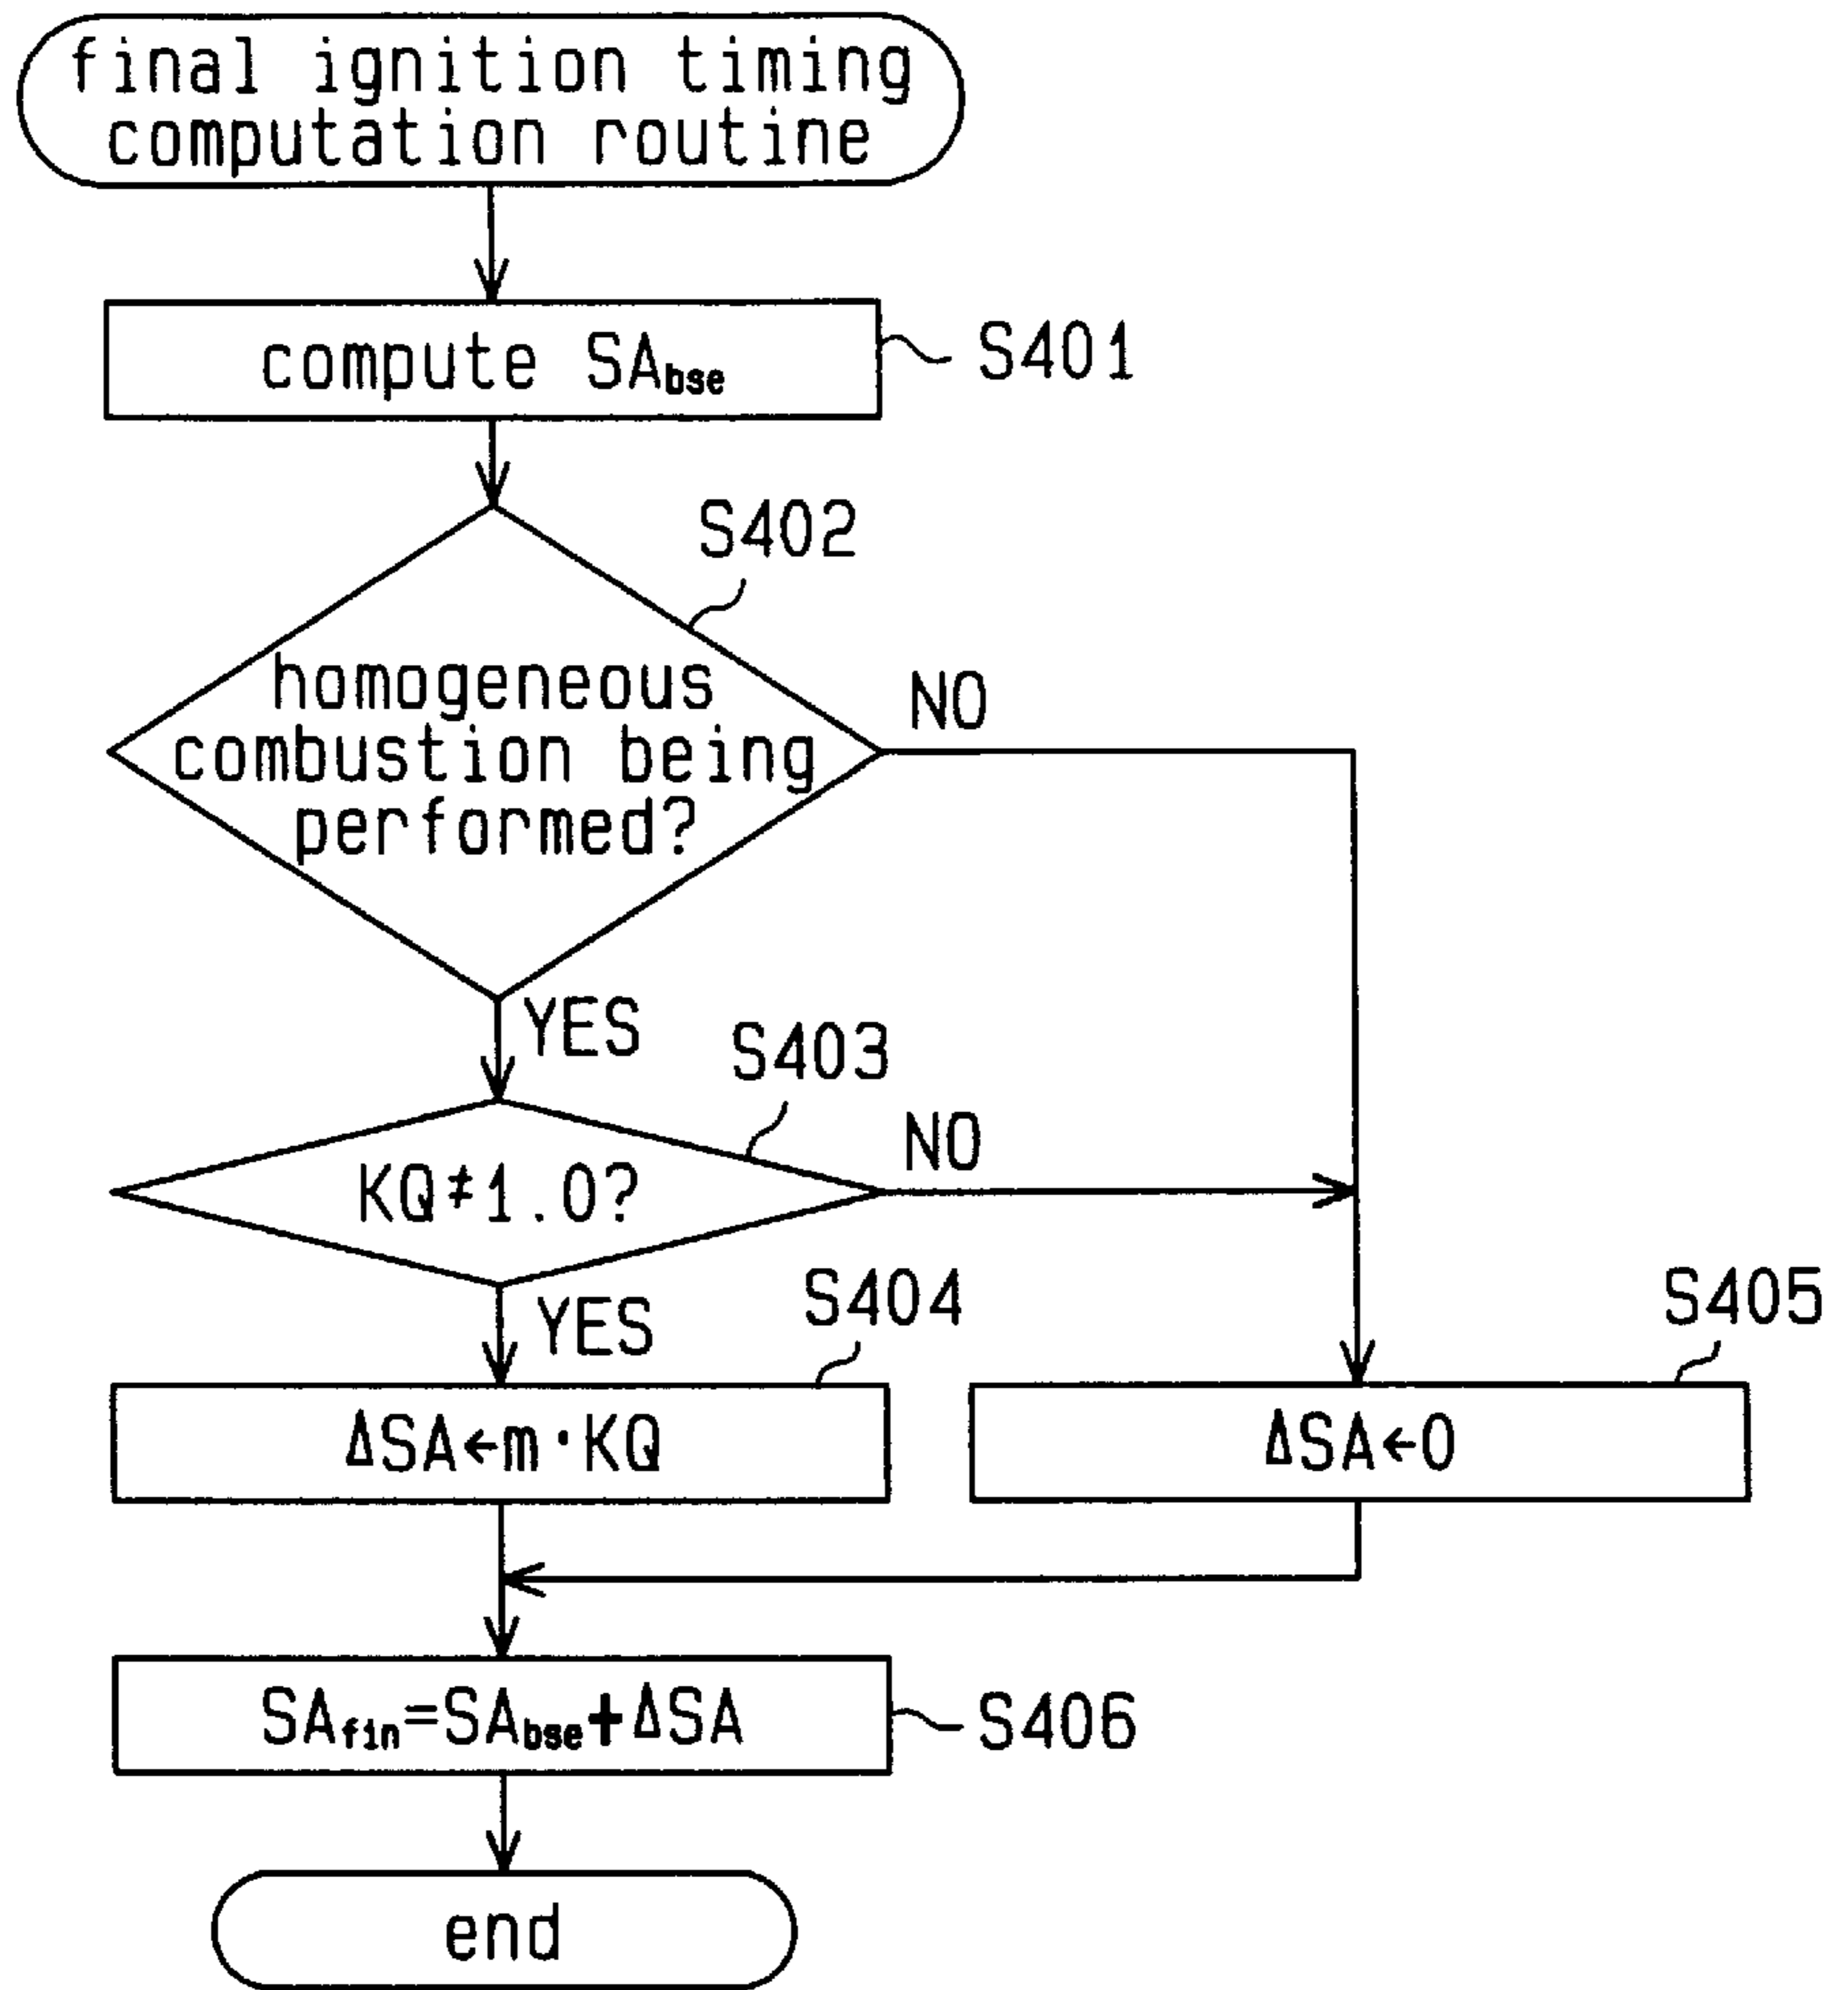 final ignition timing
computation routine
compute SAbse
S401
S402
homogeneous
combustion being
performed?
NO
YES
S403
KQ≠1.0?
NO
YES
S404
ΔSA←m·KQ
S405
ΔSA←0
SAfin=SAbse+ΔSA
S406
end